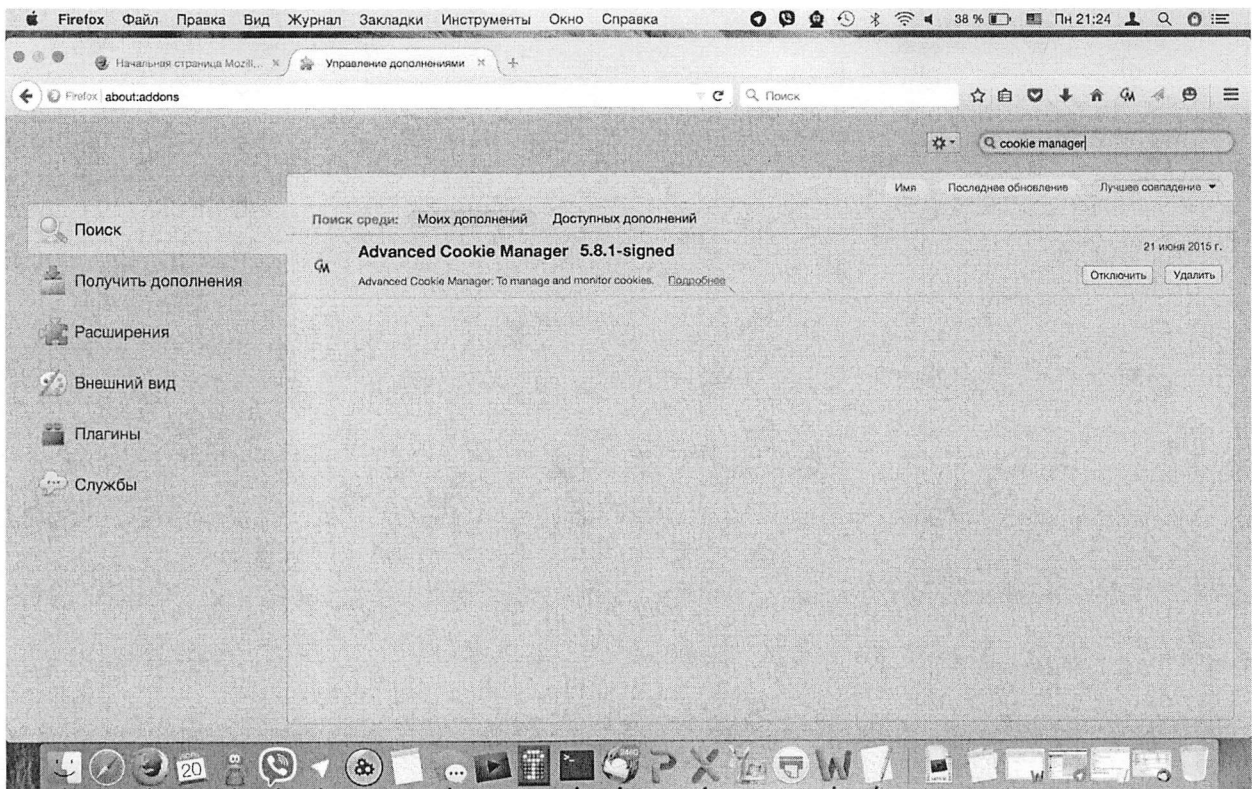 Firefox Файл Правка Вид Журнал Закладки Инструменты Окно Справка 38 % Пн 21:24
Начальная страница Mozill... Управление дополнениями
Firefox about:addons Поиск
cookie manager
Имя Последнее обновление Лучшее совпадение
Поиск
Получить дополнения
Расширения
Внешний вид
Плагины
Службы
Поиск среди: Моих дополнений Доступных дополнений
Advanced Cookie Manager 5.8.1-signed 21 июня 2015 г.
Advanced Cookie Manager: To manage and monitor cookies. Подробнее Отключить Удалить
20